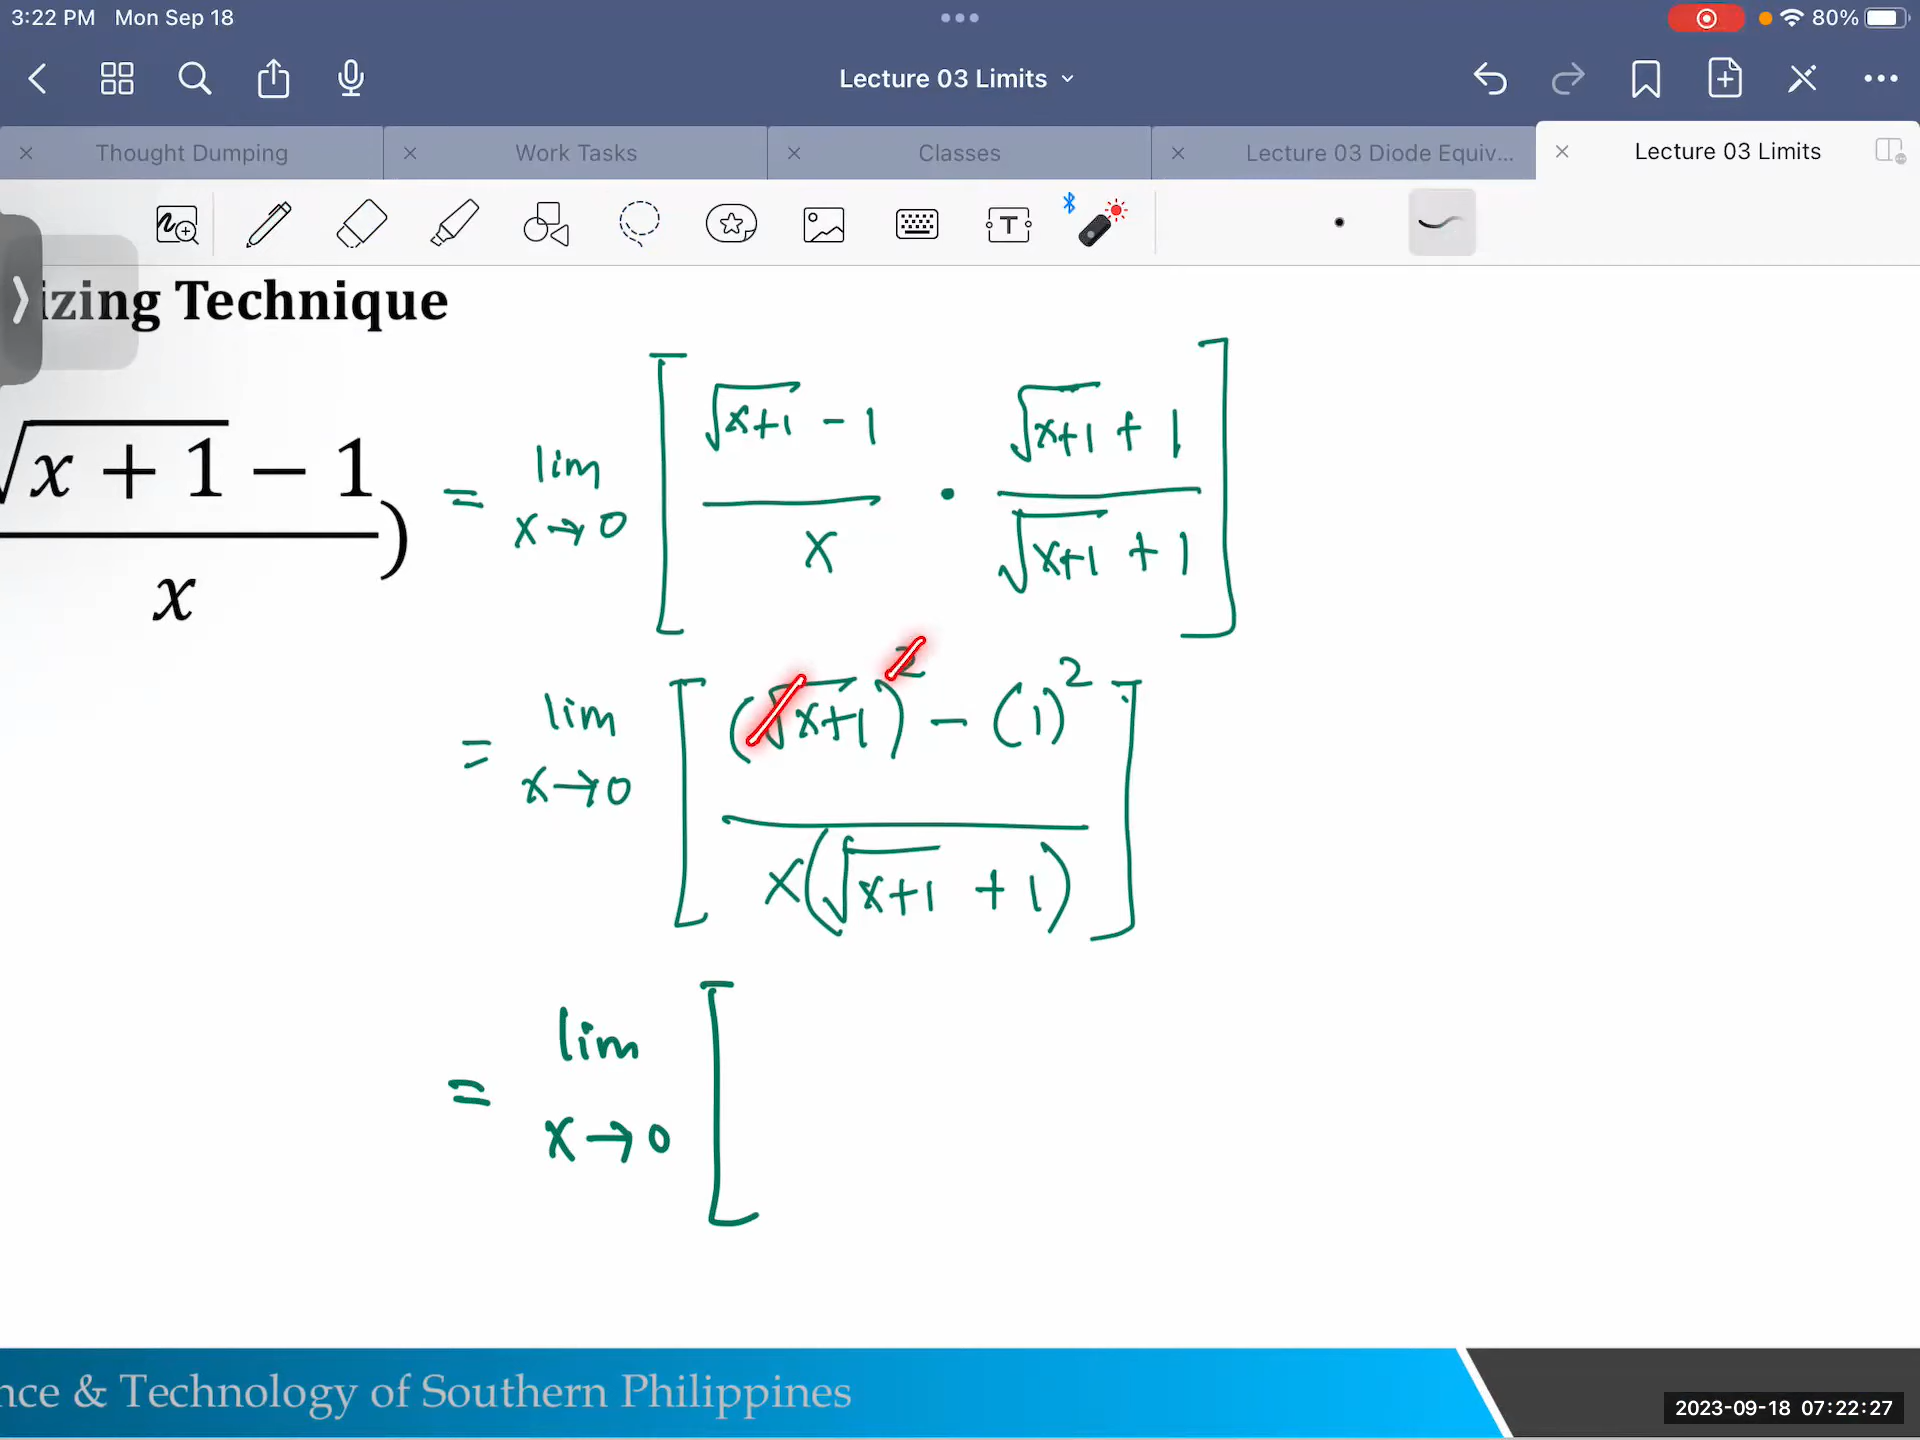 3:22 PM Mon Sep 18
80%
Lecture 03 Limits
Thought Dumping
Work Tasks
Classes
Lecture 03 Diode Equiv...
Lecture 03 Limits
izing Technique
√(x + 1) − 1 / x ) = lim x→0 [ (√(x+1) − 1) / x · (√(x+1) + 1) / (√(x+1) + 1) ]
= lim x→0 [ ((√(x+1))² − (1)²) / (x(√(x+1) + 1)) ]
= lim x→0 [
nce & Technology of Southern Philippines
2023-09-18 07:22:27